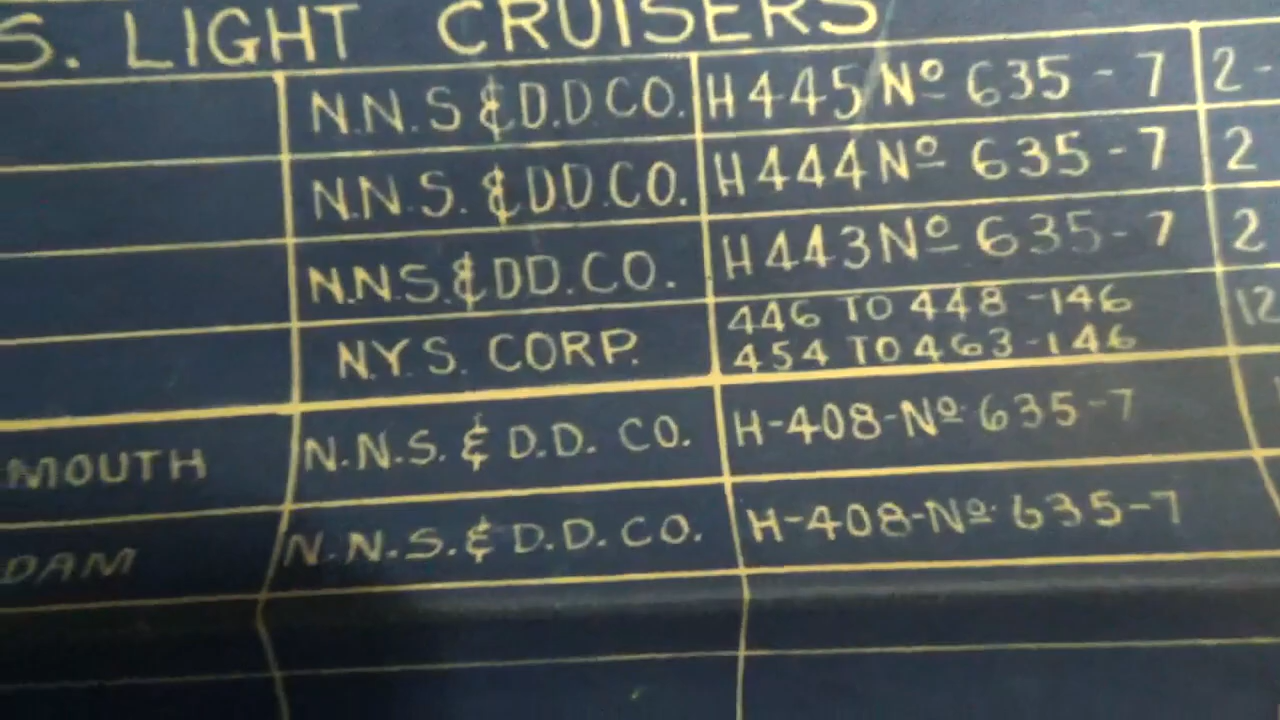 S. LIGHT CRUISERS
N.N.S & D.D CO. H445 Nº 635-7 2-
N.N.S. & D.D.CO. H444 Nº 635-7 2
N.N.S. & DD.CO. H443 Nº 635-7 2
N.Y.S. CORP. 446 TO 448 -146 12
454 TO 463-146
MOUTH N.N.S. & D.D. CO. H-408-Nº 635-7
DAM N.N.S. & D.D. CO. H-408-Nº 635-7